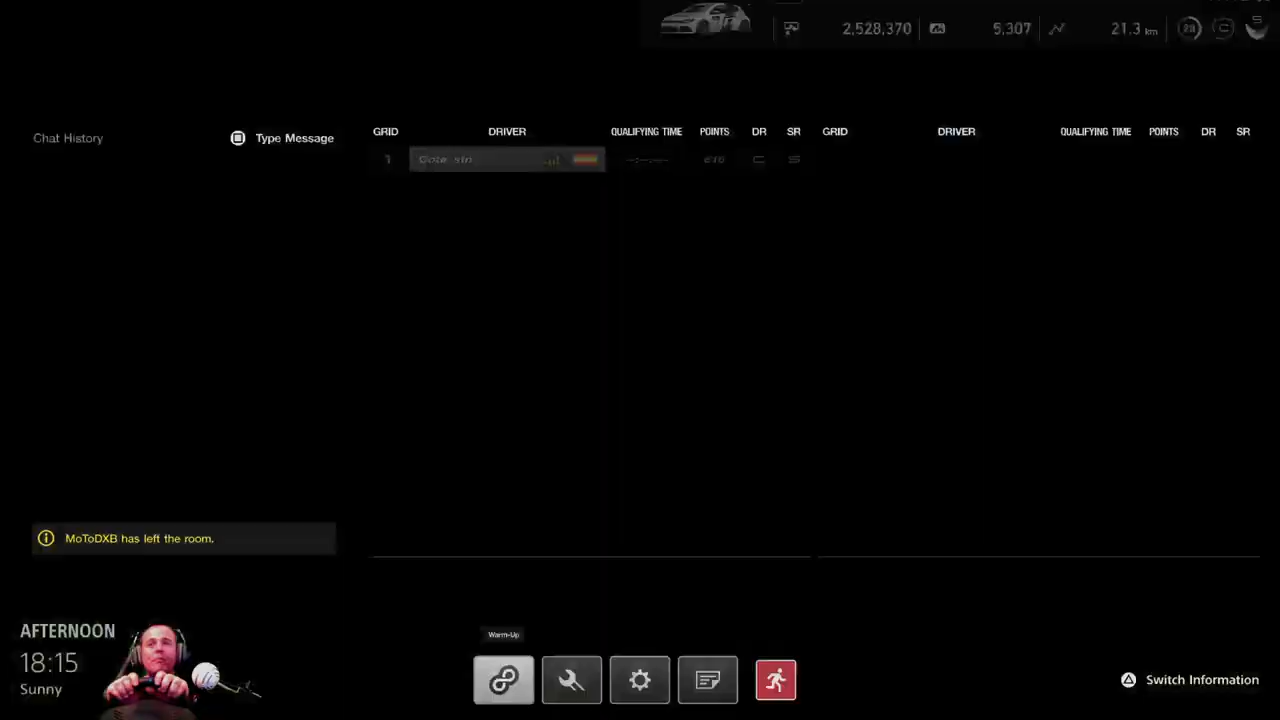 2,528,370 5,307 21.3 km 28 C S
Chat History
Type Message
GRID DRIVER QUALIFYING TIME POINTS DR SR GRID DRIVER QUALIFYING TIME POINTS DR SR
1 C S
MoToDXB has left the room.
AFTERNOON
18:15
Sunny
Warm-Up
Switch Information